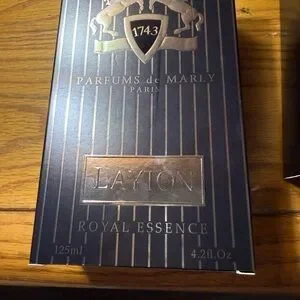 1743
PARFUMS de MARLY
PARIS
LAYTON
ROYAL ESSENCE
125ml 4.2fl.Oz